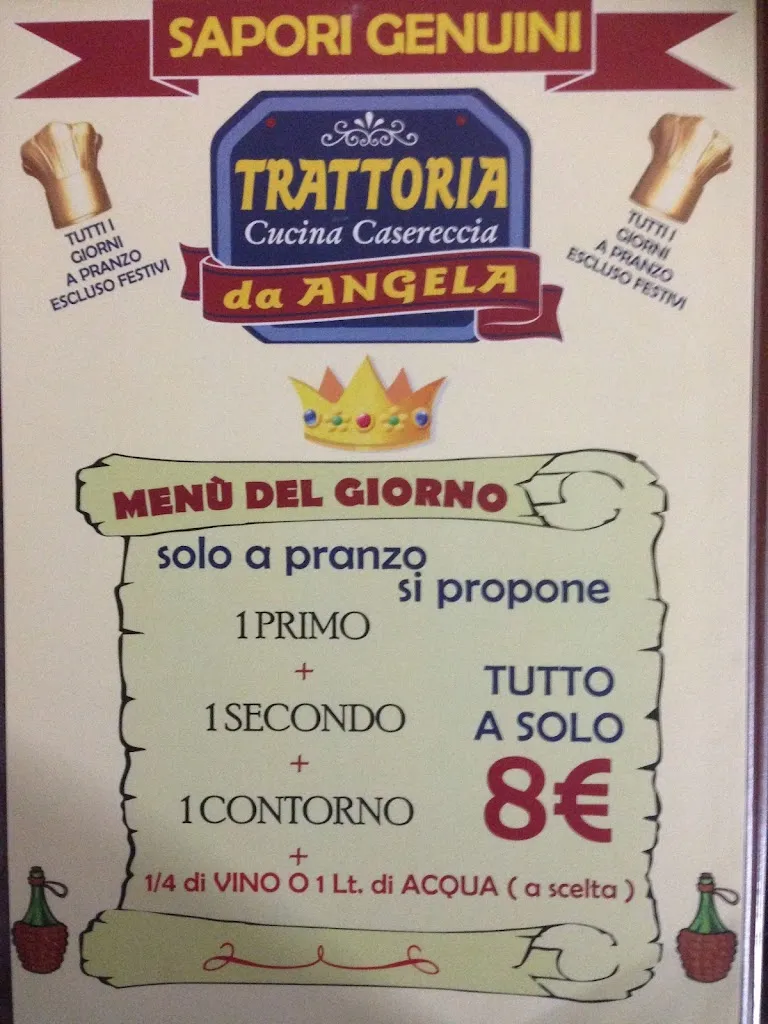 SAPORI GENUINI
TRATTORIA
Cucina Casereccia
da ANGELA
TUTTI I
GIORNI
A PRANZO
ESCLUSO FESTIVI
TUTTI I
GIORNI
A PRANZO
ESCLUSO FESTIVI
MENÙ DEL GIORNO
solo a pranzo
si propone
1 PRIMO
+
1 SECONDO
+
1 CONTORNO
+
TUTTO
A SOLO
8€
1/4 di VINO O 1 Lt. di ACQUA ( a scelta )